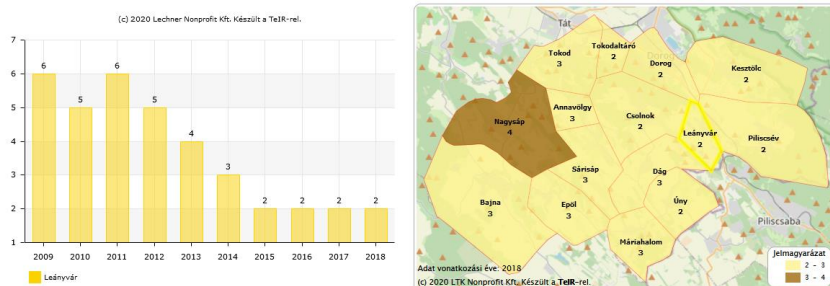 (c) 2020 Lechner Nonprofit Kft. Készült a TeIR-rel.
7
6
5
4
3
2
1
6
5
6
5
4
3
2
2
2
2
2009 2010 2011 2012 2013 2014 2015 2016 2017 2018
Leányvár
Tát
Tokod
3
Tokodaltáró
2
Dorog
Dorog
2
Kesztölc
2
Nagysáp
4
Annavölgy
3
Csolnok
2
Leányvár
2
Piliscsév
2
Sárisáp
3
Dág
3
Bajna
3
Epöl
3
Úny
2
Piliscsaba
Máriahalom
3
Adat vonatkozási éve: 2018
(c) 2020 LTK Nonprofit Kft. Készült a TeIR-rel.
Jelmagyarázat
2 - 3
3 - 4